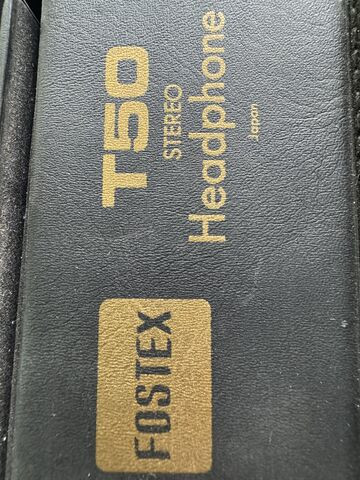 T50
STEREO
Headphone
Japan
FOSTEX